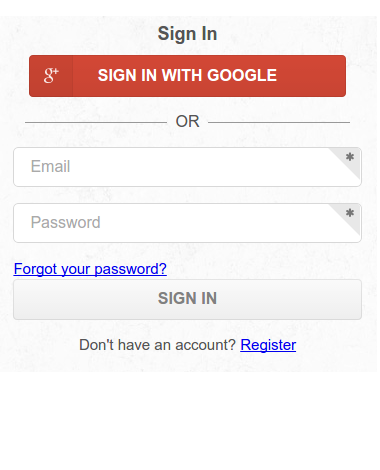 Sign In
g+ SIGN IN WITH GOOGLE
OR
Email *
Password *
Forgot your password?
SIGN IN
Don't have an account? Register